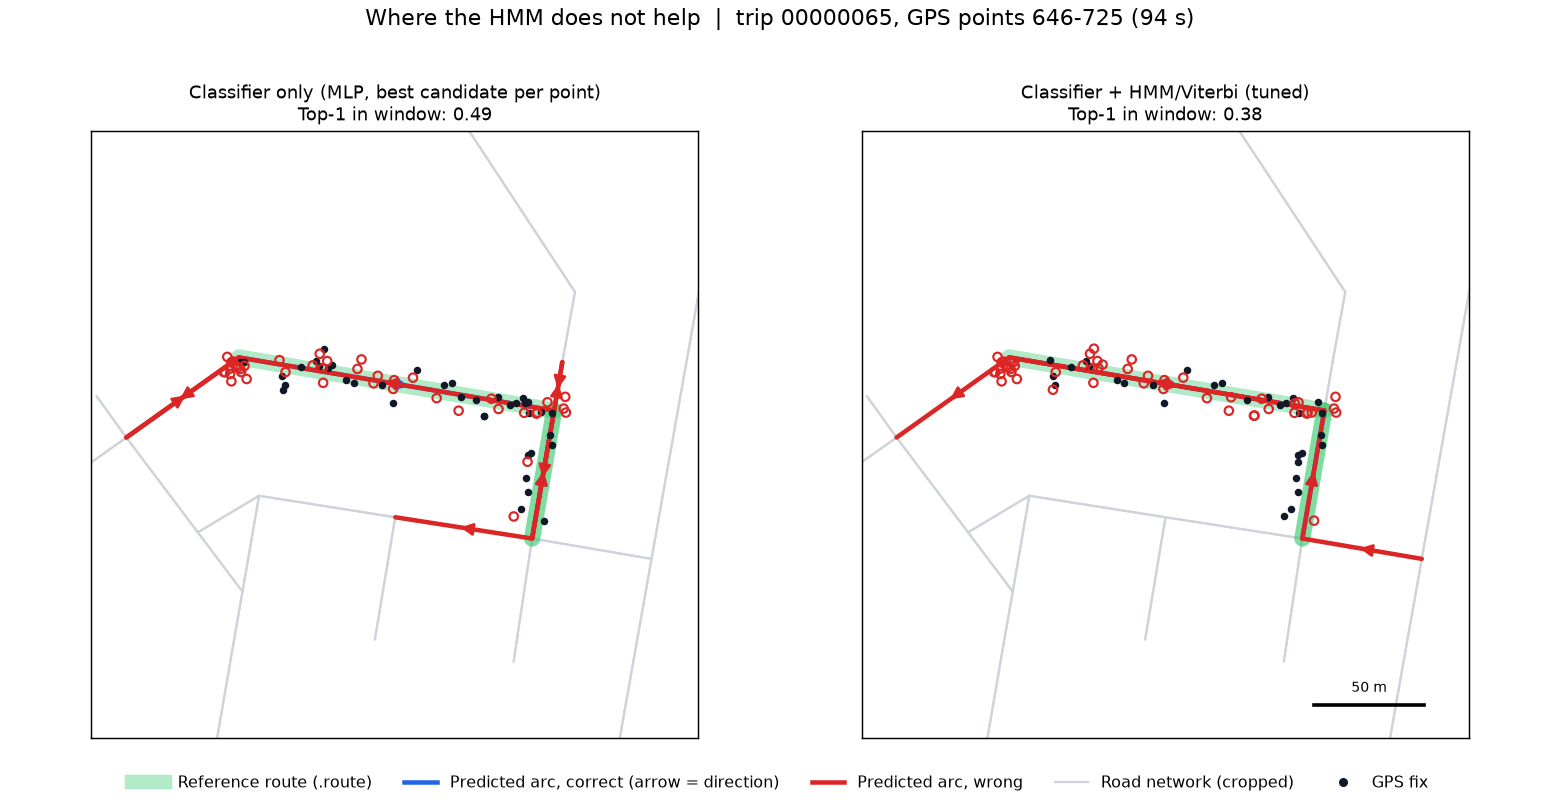 Where the HMM does not help  |  trip 00000065, GPS points 646-725 (94 s)
Classifier only (MLP, best candidate per point)
Top-1 in window: 0.49
Classifier + HMM/Viterbi (tuned)
Top-1 in window: 0.38
50 m
Reference route (.route)
Predicted arc, correct (arrow = direction)
Predicted arc, wrong
Road network (cropped)
GPS fix